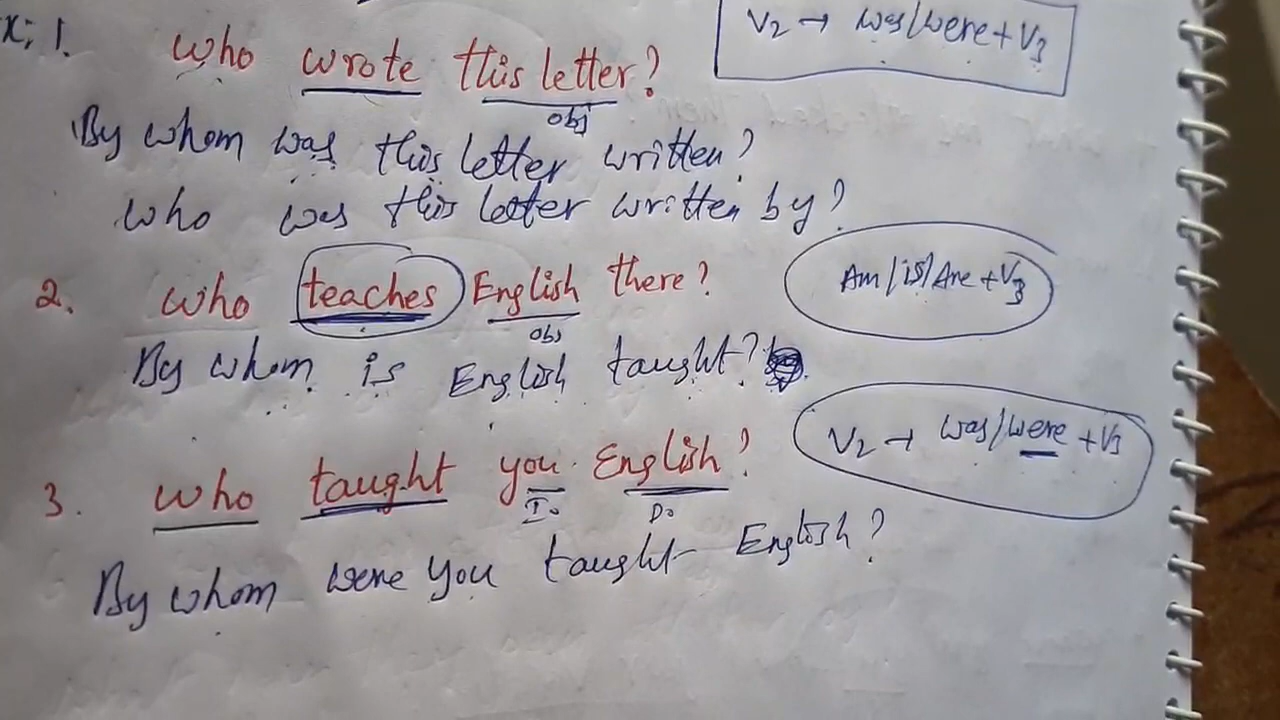 x; 1. Who wrote this letter?
V2 → was/were + V3
obj
By whom was this letter written?
Who was this letter written by?
2. Who teaches English there?
Am/is/Are + V3
obj
By whom is English taught?
3. Who taught you English?
V2 → was/were + V3
Io Do
By whom were you taught English?